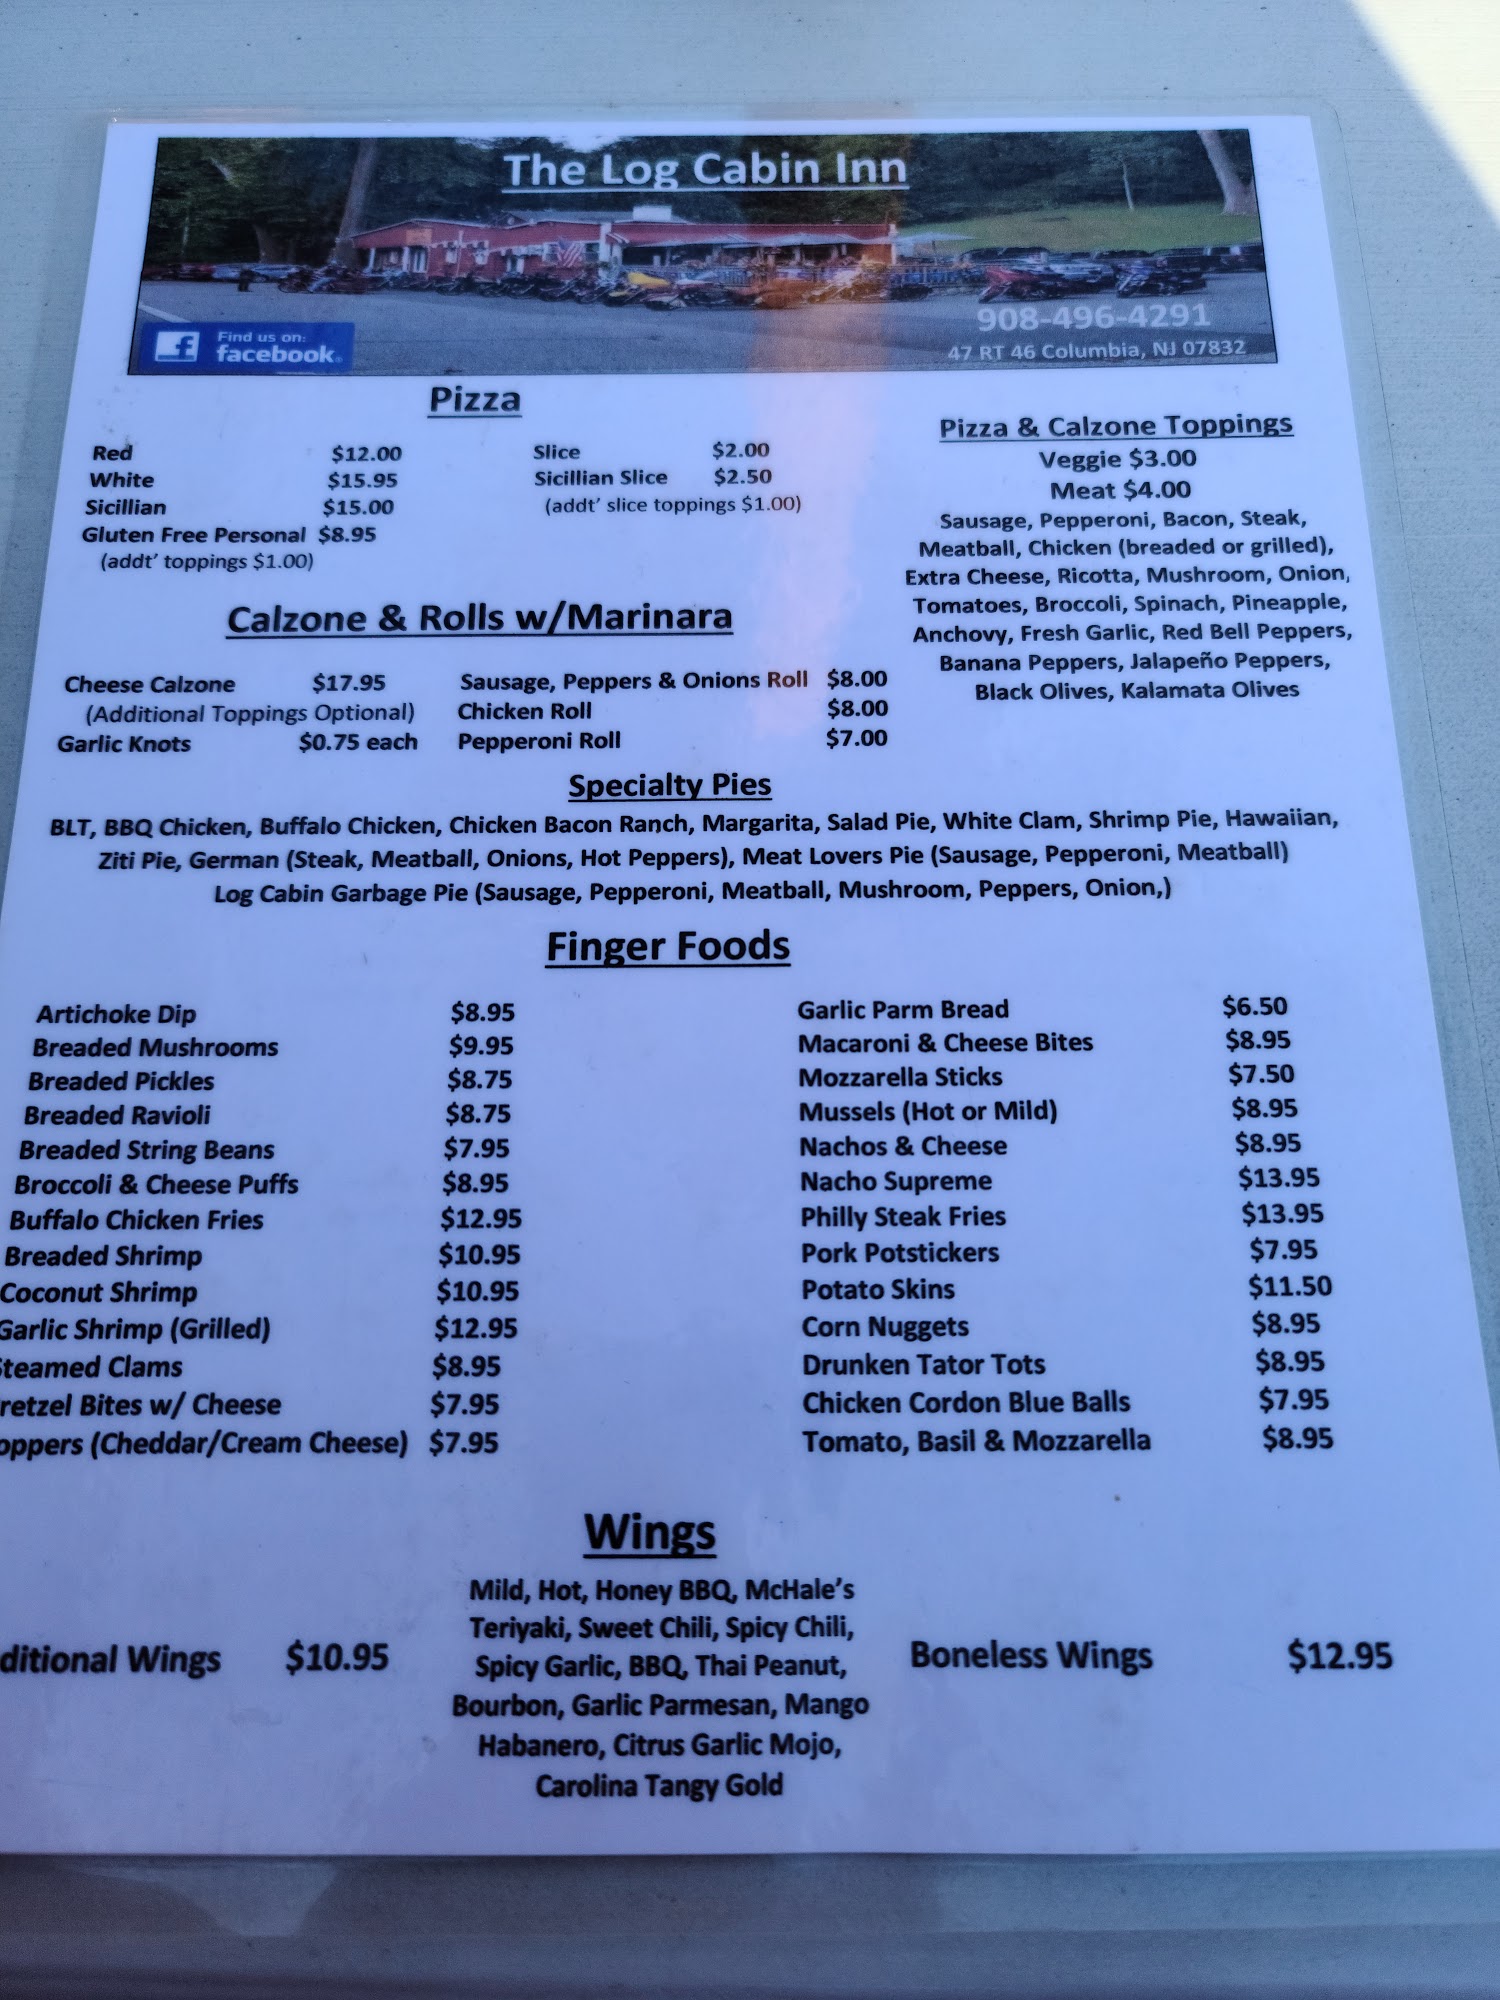 The Log Cabin Inn
908-496-4291
47 RT 46 Columbia, NJ 07832
f Find us on:
facebook
Pizza
Red $12.00
White $15.95
Sicillian $15.00
Gluten Free Personal $8.95
(addt' toppings $1.00)
Slice $2.00
Sicillian Slice $2.50
(addt' slice toppings $1.00)
Pizza & Calzone Toppings
Veggie $3.00
Meat $4.00
Sausage, Pepperoni, Bacon, Steak,
Meatball, Chicken (breaded or grilled),
Extra Cheese, Ricotta, Mushroom, Onion,
Tomatoes, Broccoli, Spinach, Pineapple,
Anchovy, Fresh Garlic, Red Bell Peppers,
Banana Peppers, Jalapeño Peppers,
Black Olives, Kalamata Olives
Calzone & Rolls w/Marinara
Cheese Calzone $17.95
(Additional Toppings Optional)
Garlic Knots $0.75 each
Sausage, Peppers & Onions Roll $8.00
Chicken Roll $8.00
Pepperoni Roll $7.00
Specialty Pies
BLT, BBQ Chicken, Buffalo Chicken, Chicken Bacon Ranch, Margarita, Salad Pie, White Clam, Shrimp Pie, Hawaiian,
Ziti Pie, German (Steak, Meatball, Onions, Hot Peppers), Meat Lovers Pie (Sausage, Pepperoni, Meatball)
Log Cabin Garbage Pie (Sausage, Pepperoni, Meatball, Mushroom, Peppers, Onion,)
Finger Foods
Artichoke Dip $8.95
Breaded Mushrooms $9.95
Breaded Pickles $8.75
Breaded Ravioli $8.75
Breaded String Beans $7.95
Broccoli & Cheese Puffs $8.95
Buffalo Chicken Fries $12.95
Breaded Shrimp $10.95
Coconut Shrimp $10.95
Garlic Shrimp (Grilled) $12.95
teamed Clams $8.95
retzel Bites w/ Cheese $7.95
oppers (Cheddar/Cream Cheese) $7.95
Garlic Parm Bread $6.50
Macaroni & Cheese Bites $8.95
Mozzarella Sticks $7.50
Mussels (Hot or Mild) $8.95
Nachos & Cheese $8.95
Nacho Supreme $13.95
Philly Steak Fries $13.95
Pork Potstickers $7.95
Potato Skins $11.50
Corn Nuggets $8.95
Drunken Tator Tots $8.95
Chicken Cordon Blue Balls $7.95
Tomato, Basil & Mozzarella $8.95
Wings
ditional Wings $10.95
Mild, Hot, Honey BBQ, McHale's
Teriyaki, Sweet Chili, Spicy Chili,
Spicy Garlic, BBQ, Thai Peanut,
Bourbon, Garlic Parmesan, Mango
Habanero, Citrus Garlic Mojo,
Carolina Tangy Gold
Boneless Wings $12.95